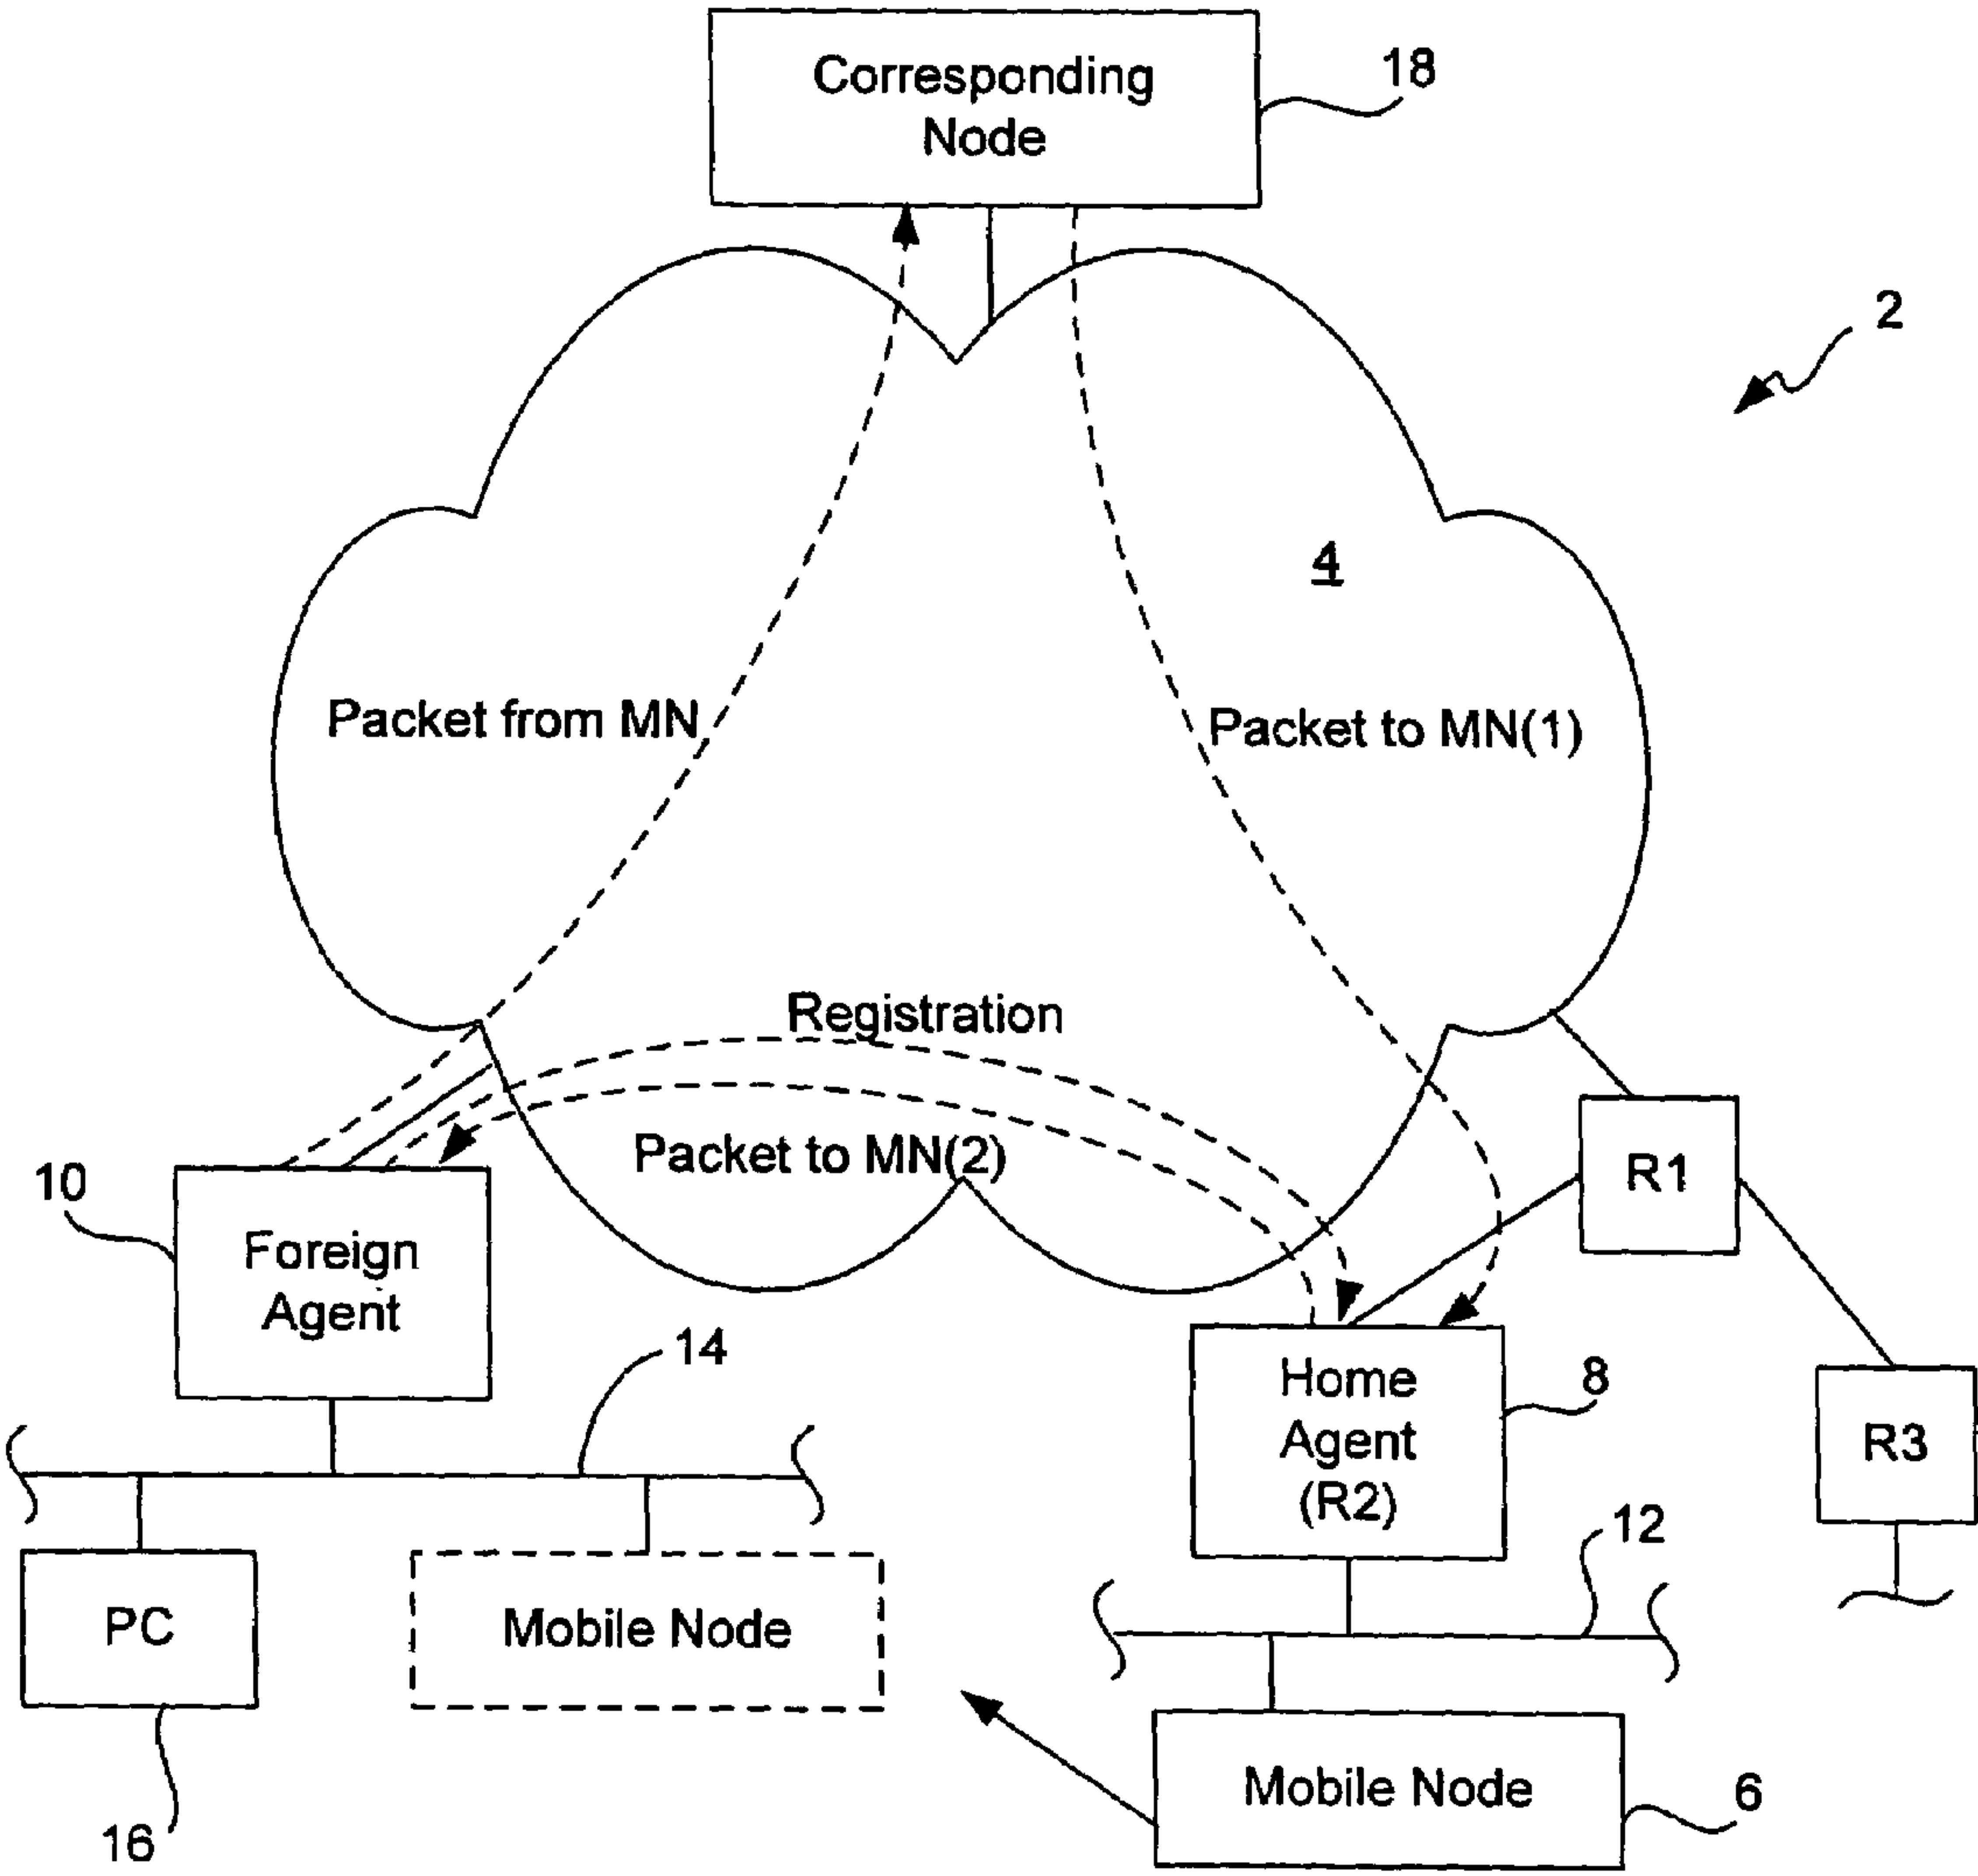 Corresponding
Node
18
2
4
Packet from MN
Packet to MN(1)
Registration
Packet to MN(2)
R1
10
Foreign
Agent
14
Home
Agent
(R2)
8
R3
12
PC
Mobile Node
Mobile Node
6
16